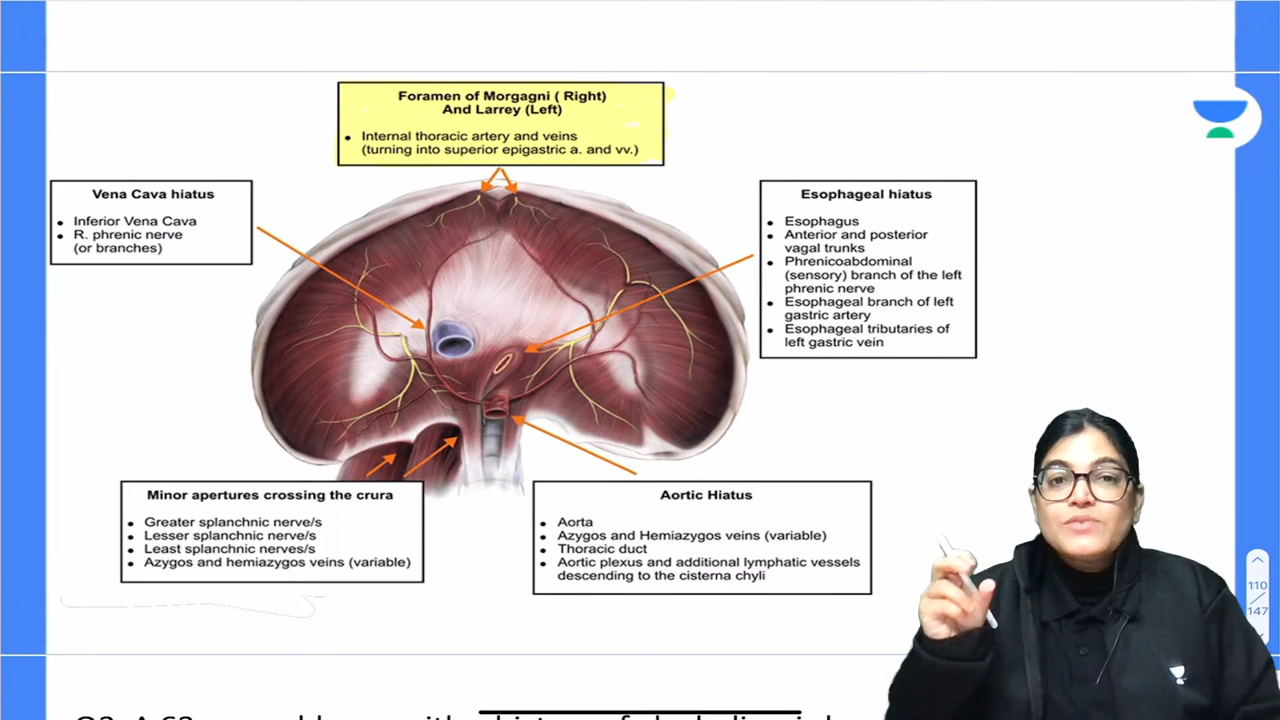 Foramen of Morgagni ( Right)
And Larrey (Left)
• Internal thoracic artery and veins
(turning into superior epigastric a. and vv.)
Vena Cava hiatus
• Inferior Vena Cava
• R. phrenic nerve
(or branches)
Esophageal hiatus
• Esophagus
• Anterior and posterior
vagal trunks
• Phrenicoabdominal
(sensory) branch of the left
phrenic nerve
• Esophageal branch of left
gastric artery
• Esophageal tributaries of
left gastric vein
Minor apertures crossing the crura
• Greater splanchnic nerve/s
• Lesser splanchnic nerve/s
• Least splanchnic nerves/s
• Azygos and hemiazygos veins (variable)
Aortic Hiatus
• Aorta
• Azygos and Hemiazygos veins (variable)
• Thoracic duct
• Aortic plexus and additional lymphatic vessels
descending to the cisterna chyli
110
/
147